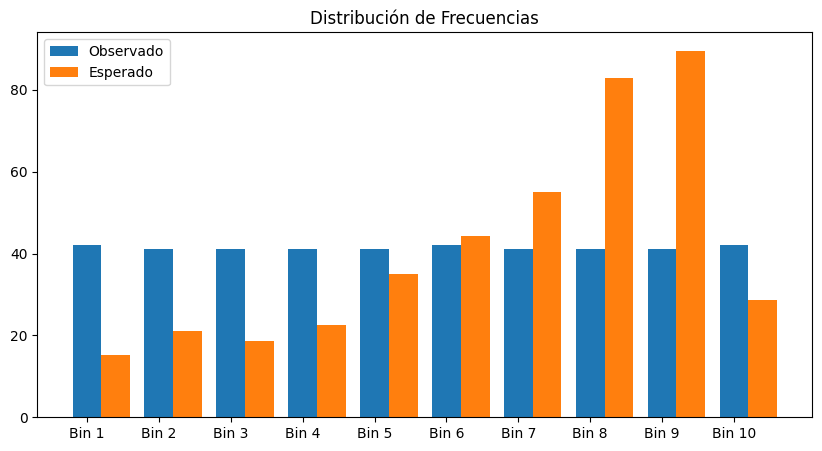 Distribución de Frecuencias
Observado
Esperado
80
60
40
20
0
Bin 1 Bin 2 Bin 3 Bin 4 Bin 5 Bin 6 Bin 7 Bin 8 Bin 9 Bin 10